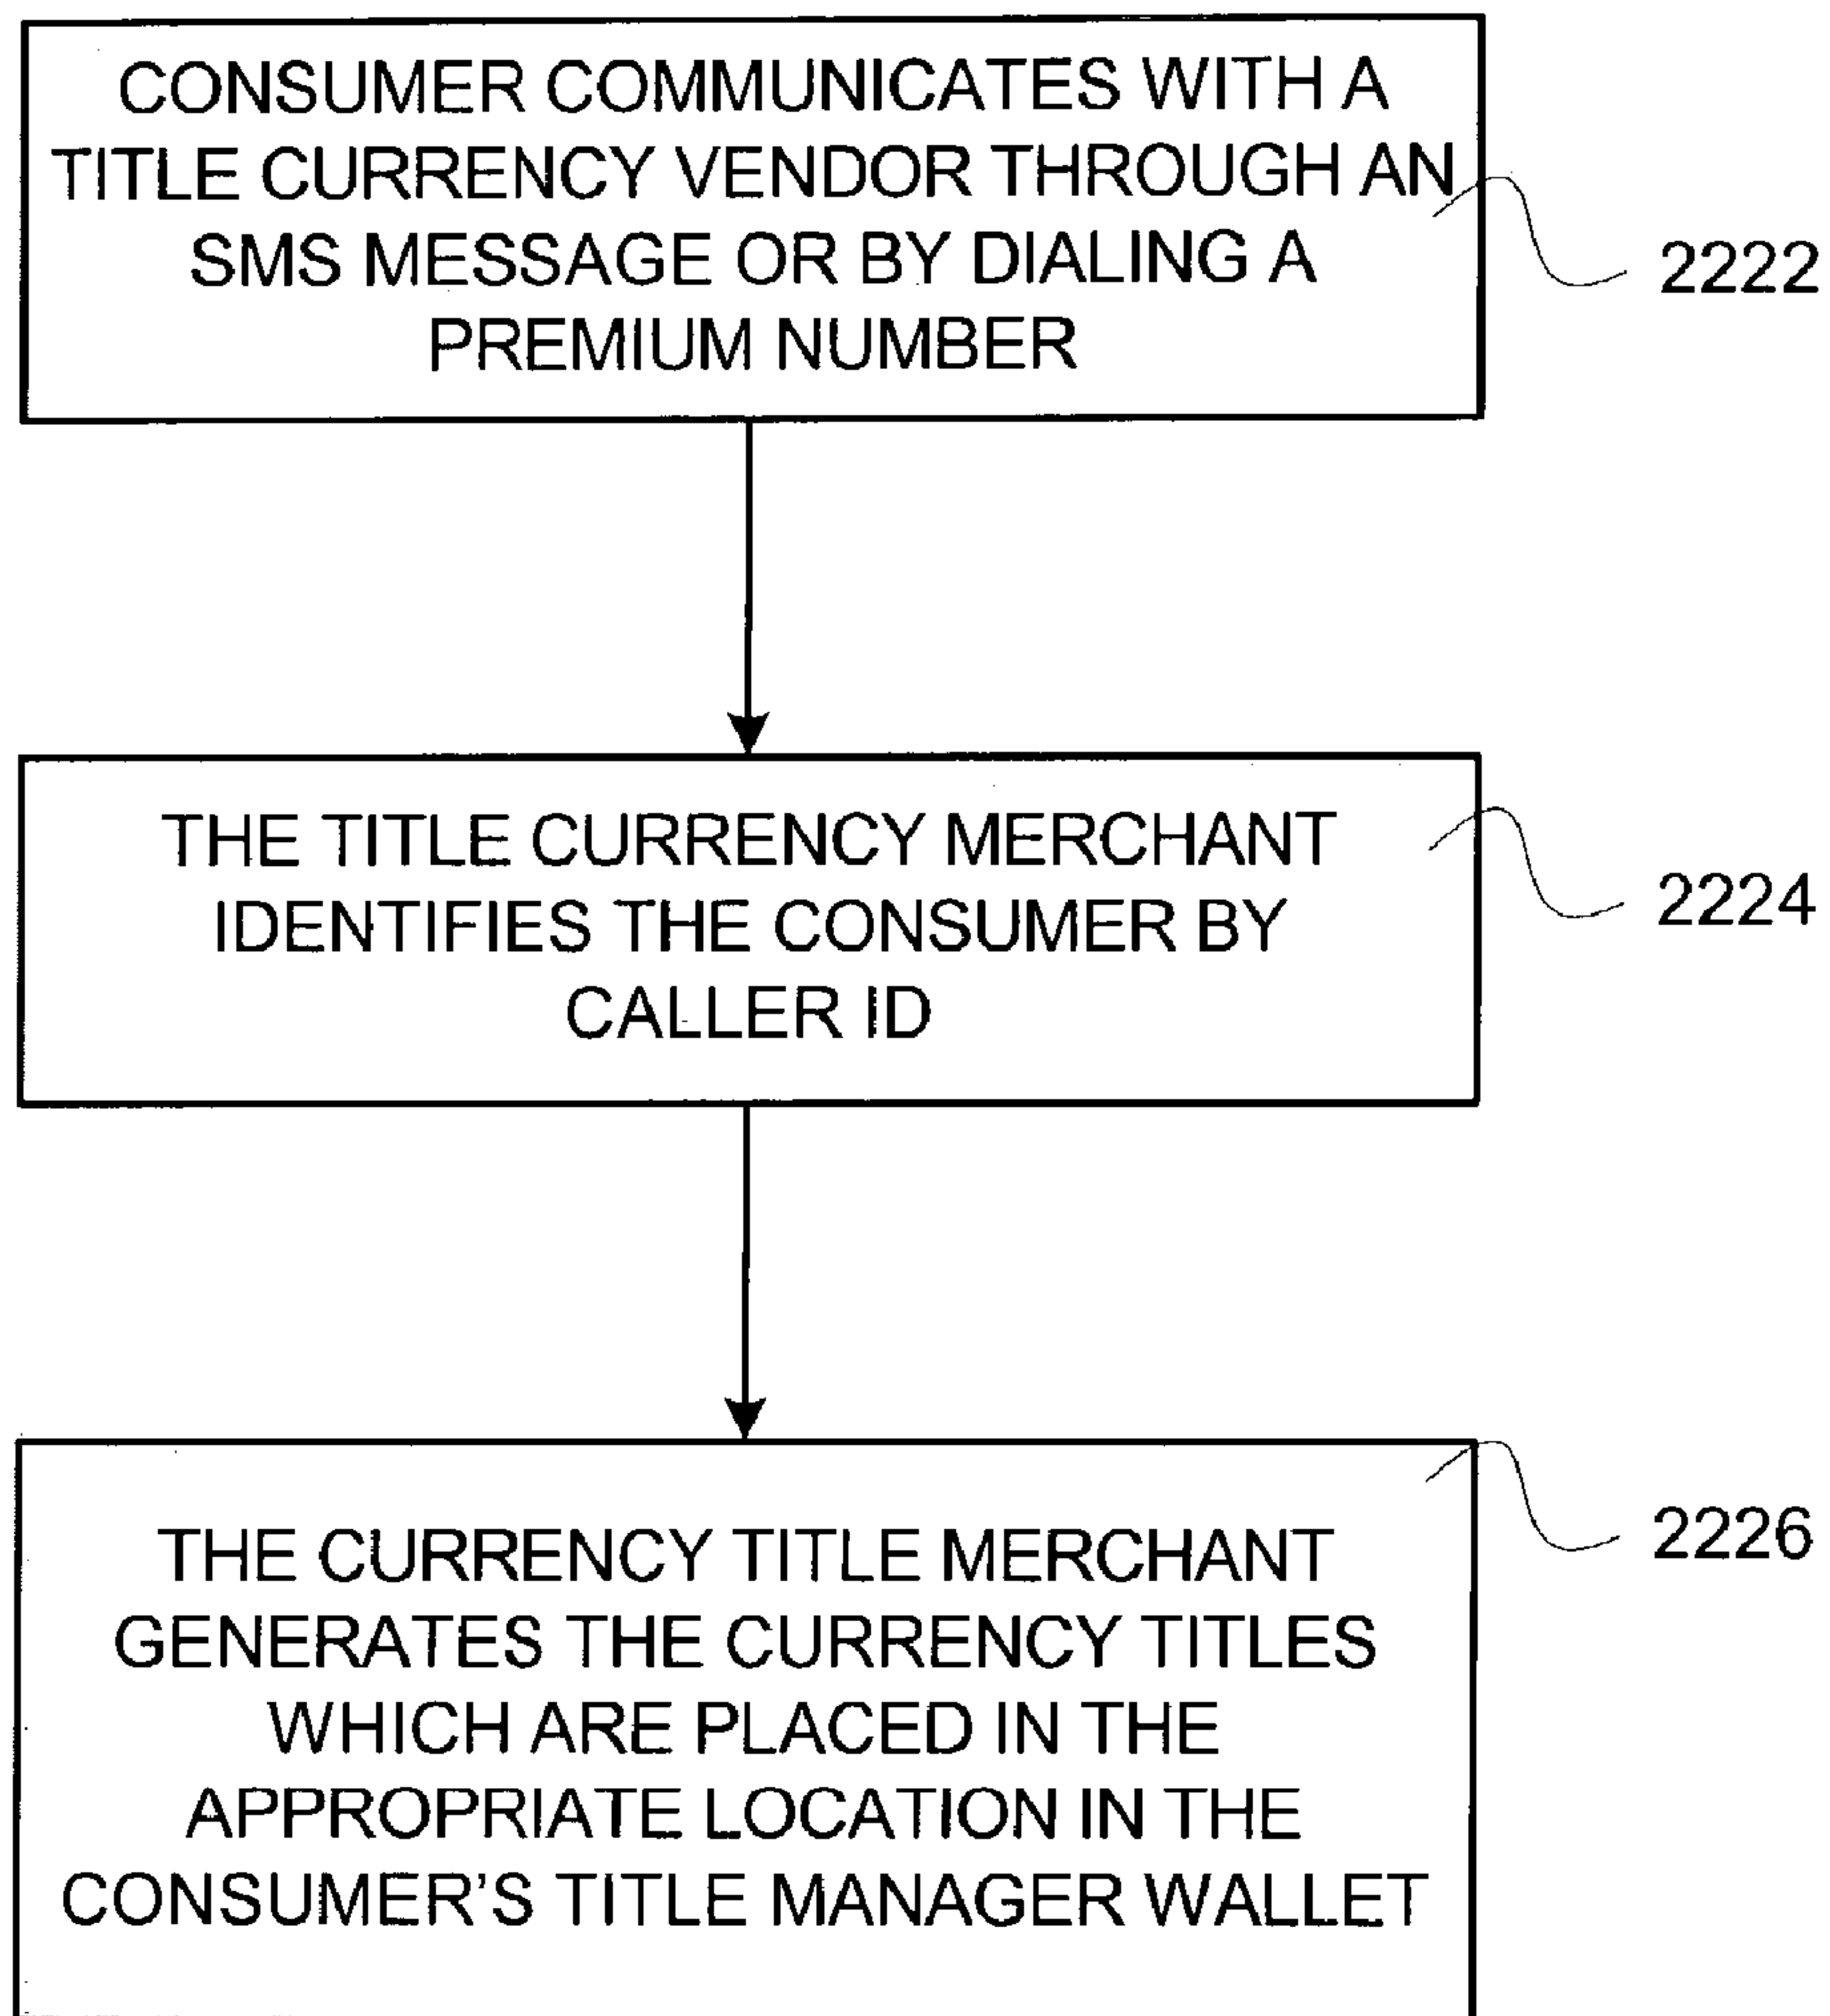 CONSUMER COMMUNICATES WITH A
TITLE CURRENCY VENDOR THROUGH AN
SMS MESSAGE OR BY DIALING A
PREMIUM NUMBER
2222
THE TITLE CURRENCY MERCHANT
IDENTIFIES THE CONSUMER BY
CALLER ID
2224
THE CURRENCY TITLE MERCHANT
GENERATES THE CURRENCY TITLES
WHICH ARE PLACED IN THE
APPROPRIATE LOCATION IN THE
CONSUMER'S TITLE MANAGER WALLET
2226